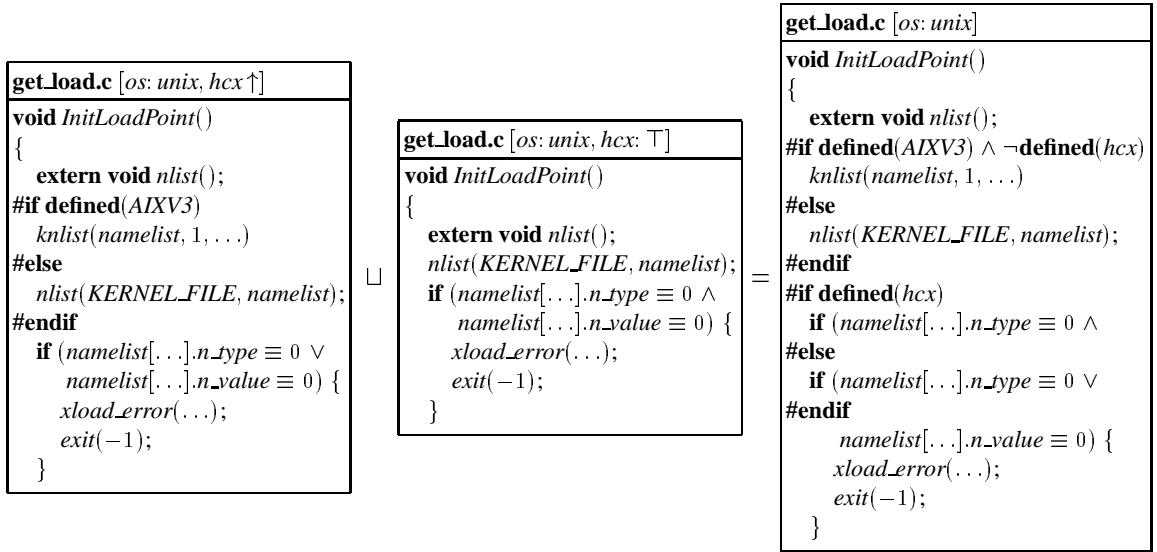 get_load.c [os: unix, hcx ↑]
void InitLoadPoint()
{
extern void nlist();
#if defined(AIXV3)
knlist(namelist, 1, ...)
#else
nlist(KERNEL_FILE, namelist);
#endif
if (namelist[...].n_type ≡ 0 ∨
namelist[...].n_value ≡ 0) {
xload_error(...);
exit(−1);
}
⊔
get_load.c [os: unix, hcx: ⊤]
void InitLoadPoint()
{
extern void nlist();
nlist(KERNEL_FILE, namelist);
if (namelist[...].n_type ≡ 0 ∧
namelist[...].n_value ≡ 0) {
xload_error(...);
exit(−1);
}
=
get_load.c [os: unix]
void InitLoadPoint()
{
extern void nlist();
#if defined(AIXV3) ∧ ¬defined(hcx)
knlist(namelist, 1, ...)
#else
nlist(KERNEL_FILE, namelist);
#endif
#if defined(hcx)
if (namelist[...].n_type ≡ 0 ∧
#else
if (namelist[...].n_type ≡ 0 ∨
#endif
namelist[...].n_value ≡ 0) {
xload_error(...);
exit(−1);
}